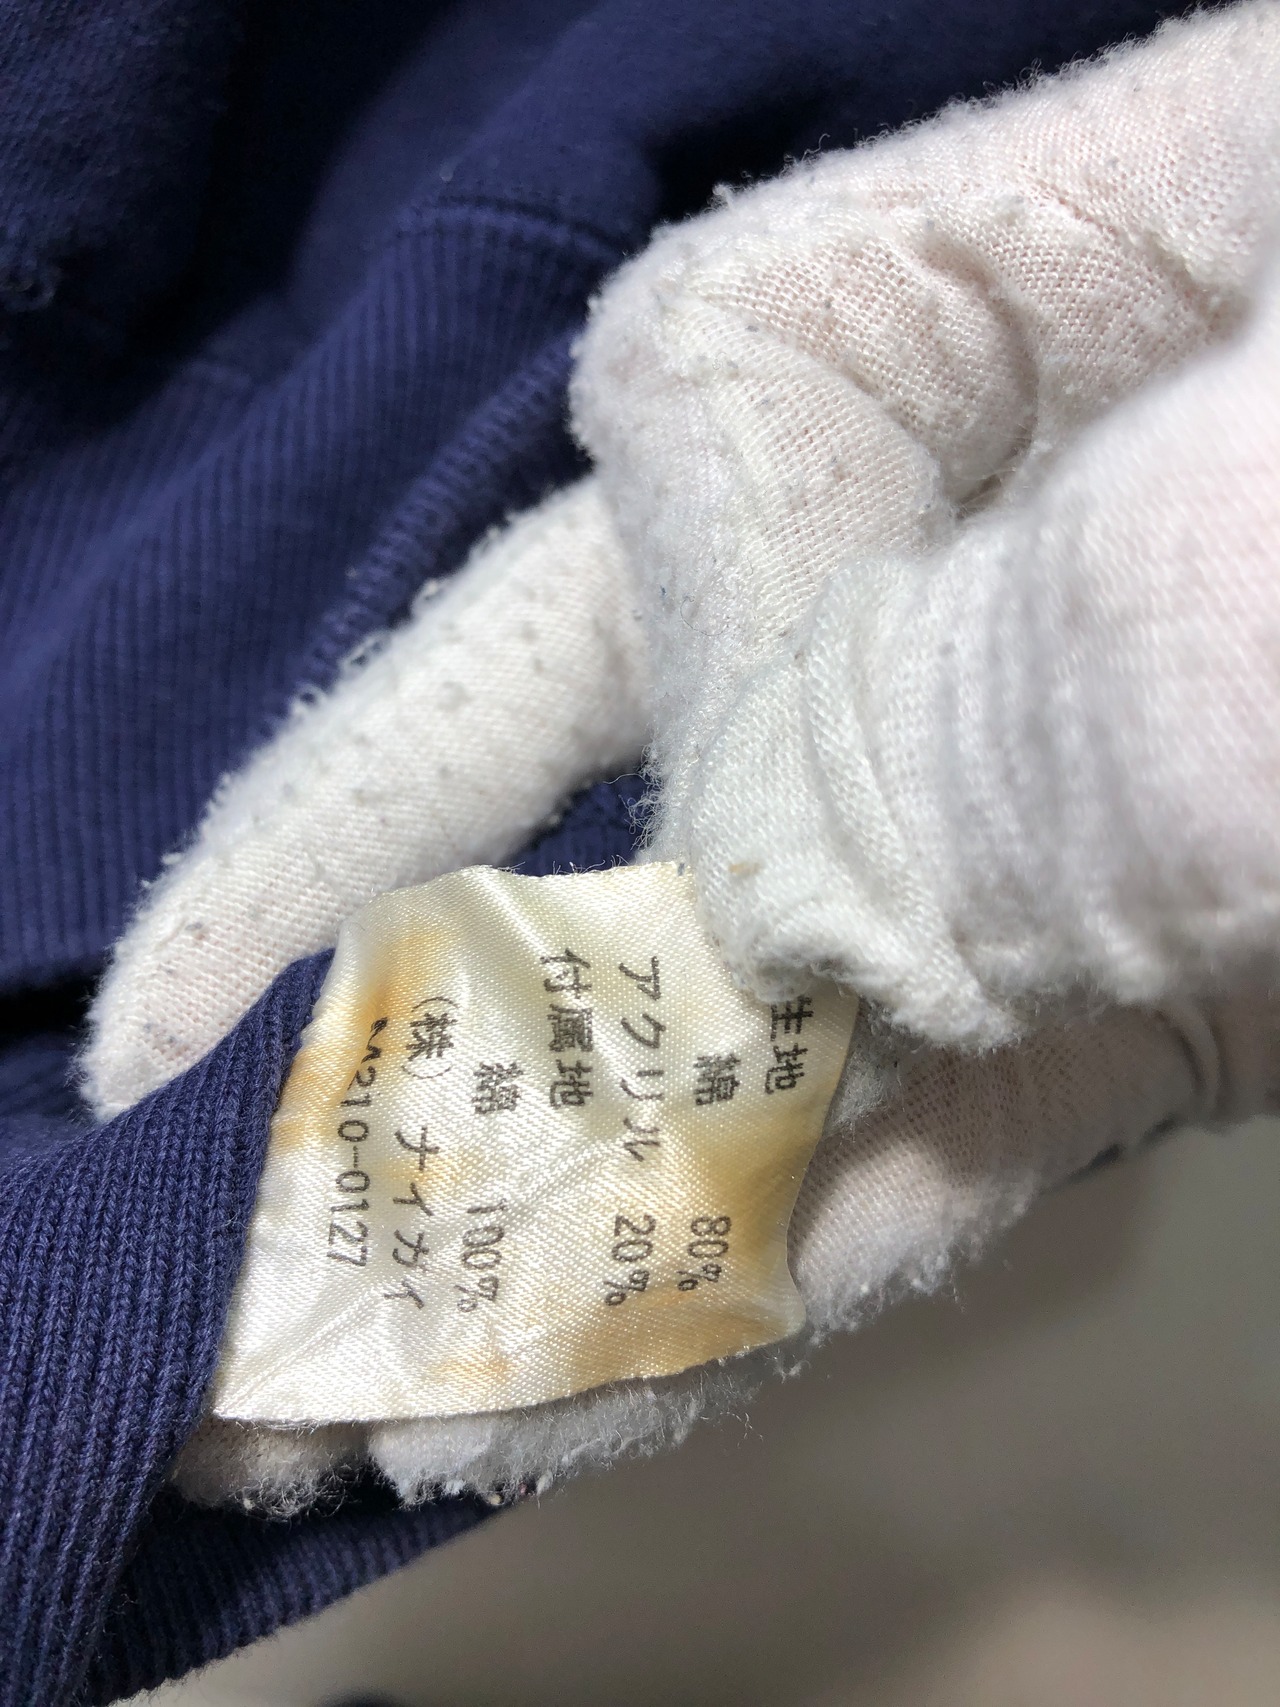 生地
綿 80%
アクリル 20%
付属地
綿 100%
(株)ナイガイ
M210-0127